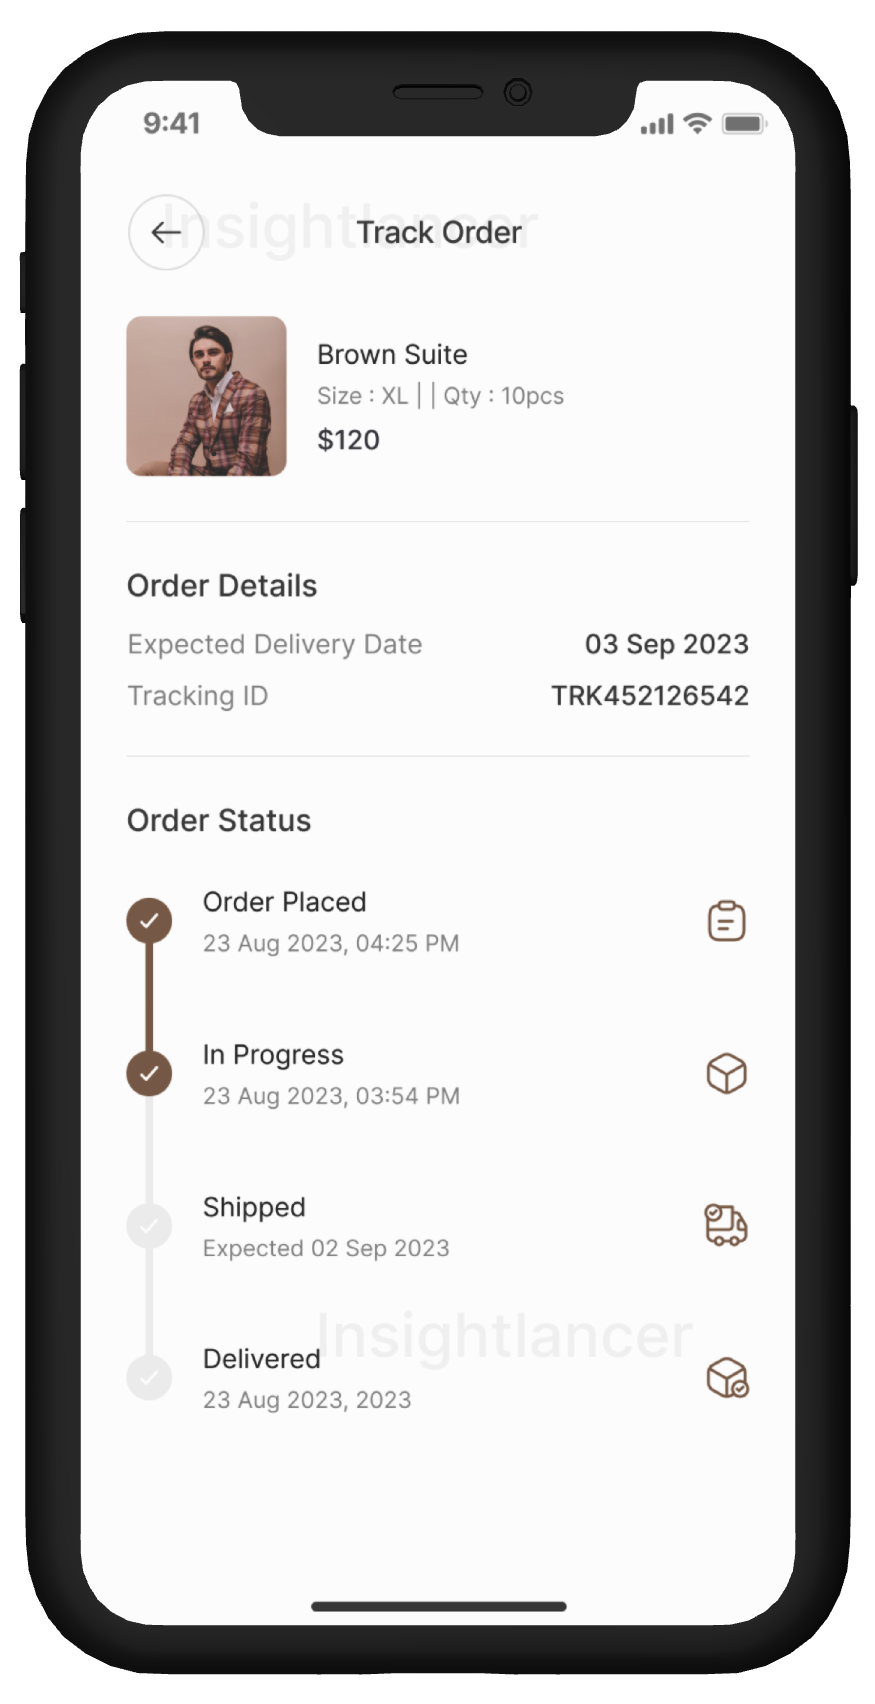 9:41
Insightlancer
Track Order
Brown Suite
Size : XL | | Qty : 10pcs
$120
Order Details
Expected Delivery Date 03 Sep 2023
Tracking ID TRK452126542
Order Status
Order Placed
23 Aug 2023, 04:25 PM
In Progress
23 Aug 2023, 03:54 PM
Shipped
Expected 02 Sep 2023
Insightlancer
Delivered
23 Aug 2023, 2023